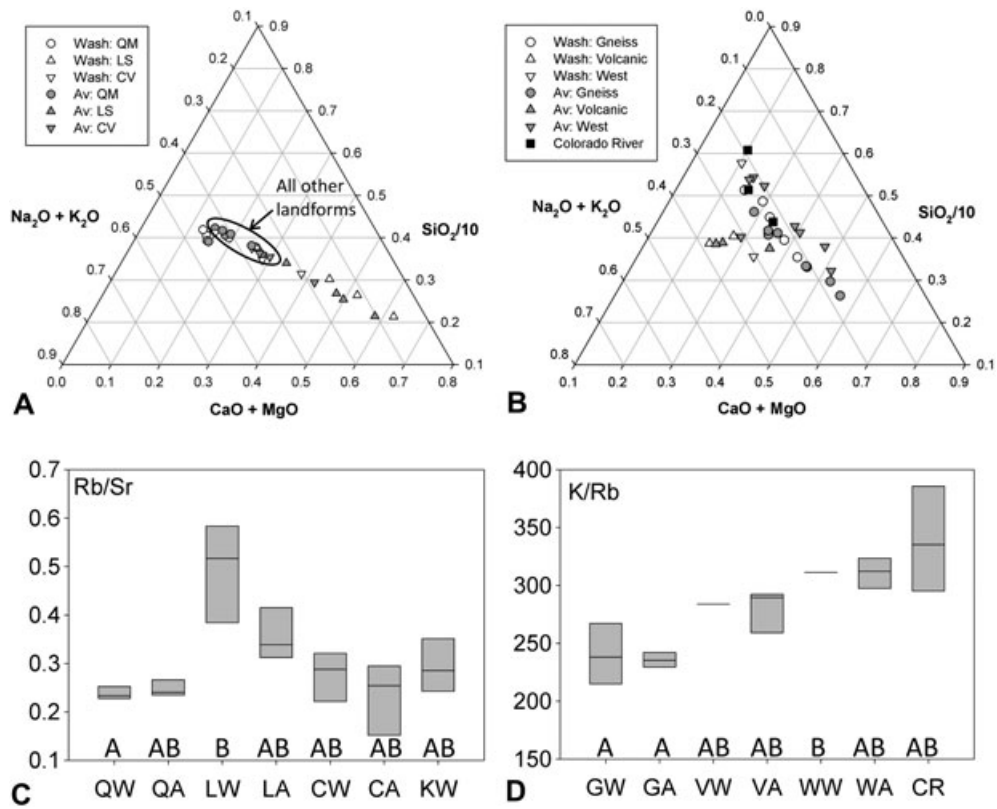 0.1
0.9
Wash: QM
Wash: LS
Wash: CV
Av: QM
Av: LS
Av: CV
0.2
0.8
0.3
0.7
0.4
0.6
0.5
0.5
All other
landforms
Na2O + K2O
SiO2/10
0.6
0.4
0.7
0.3
0.8
0.2
0.9
0.1
0.0 0.1 0.2 0.3 0.4 0.5 0.6 0.7 0.8
CaO + MgO
A
0.0
0.9
Wash: Gneiss
Wash: Volcanic
Wash: West
Av: Gneiss
Av: Volcanic
Av: West
Colorado River
0.1
0.8
0.2
0.7
0.3
0.6
0.4
0.5
Na2O + K2O
SiO2/10
0.5
0.4
0.6
0.3
0.7
0.2
0.8
0.1
0.1 0.2 0.3 0.4 0.5 0.6 0.7 0.8 0.9
CaO + MgO
B
Rb/Sr
0.7
0.6
0.5
0.4
0.3
0.2
0.1
A AB B AB AB AB AB
QW QA LW LA CW CA KW
C
K/Rb
400
350
300
250
200
150
A A AB AB B AB AB
GW GA VW VA WW WA CR
D